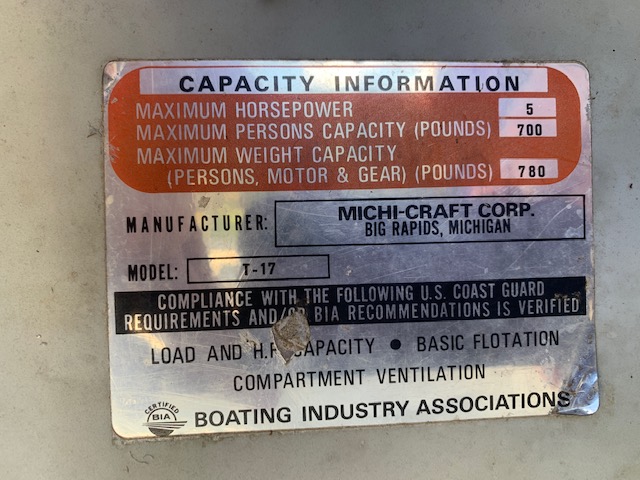 CAPACITY INFORMATION
MAXIMUM HORSEPOWER 5
MAXIMUM PERSONS CAPACITY (POUNDS) 700
MAXIMUM WEIGHT CAPACITY
(PERSONS, MOTOR & GEAR) (POUNDS) 780
MANUFACTURER: MICHI-CRAFT CORP.
BIG RAPIDS, MICHIGAN
MODEL: T-17
COMPLIANCE WITH THE FOLLOWING U.S. COAST GUARD
REQUIREMENTS AND/OR BIA RECOMMENDATIONS IS VERIFIED
LOAD AND H.P. CAPACITY • BASIC FLOTATION
COMPARTMENT VENTILATION
CERTIFIED
BIA
BOATING INDUSTRY ASSOCIATIONS